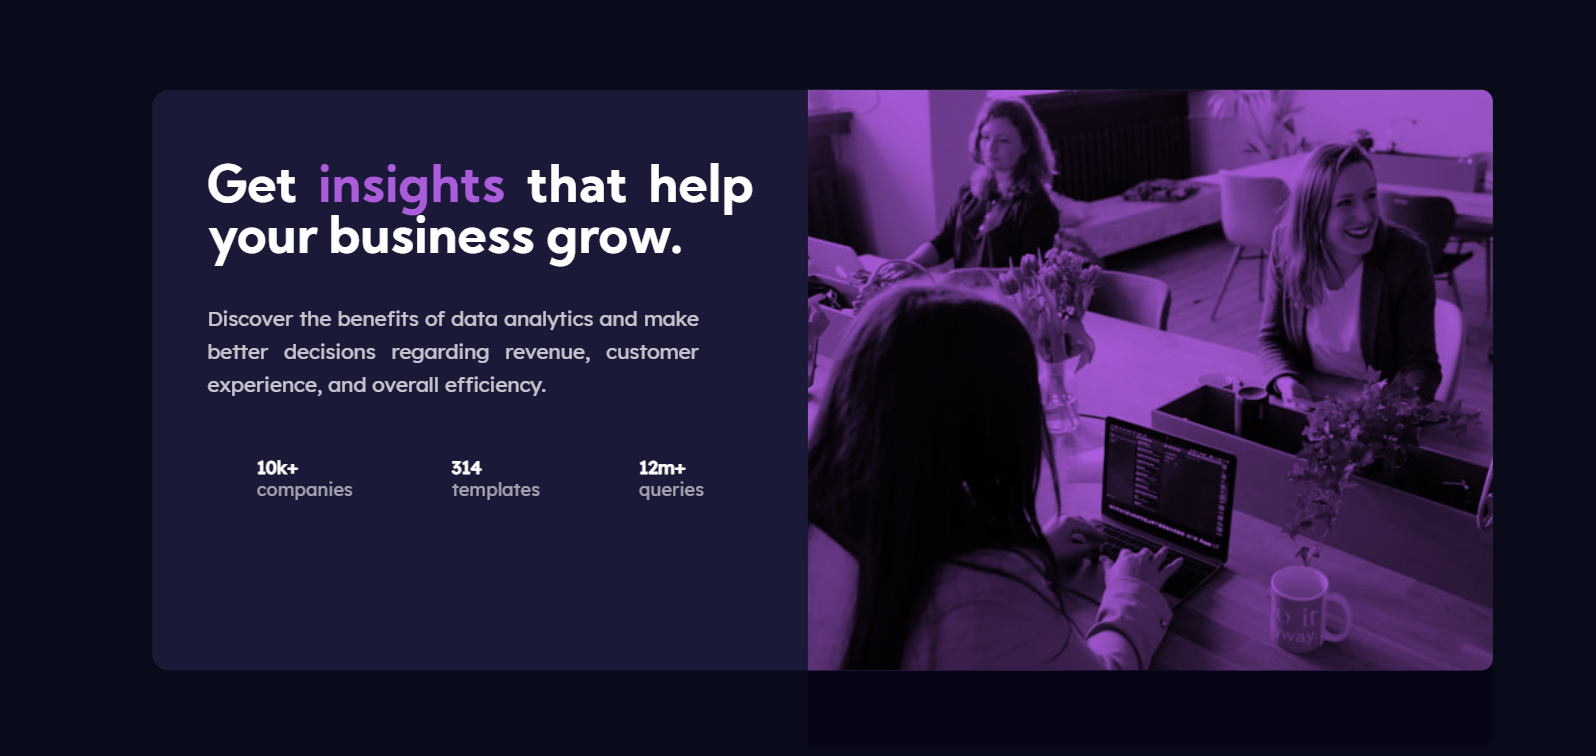 Get insights that help
your business grow.
Discover the benefits of data analytics and make
better decisions regarding revenue, customer
experience, and overall efficiency.
10k+
companies
314
templates
12m+
queries